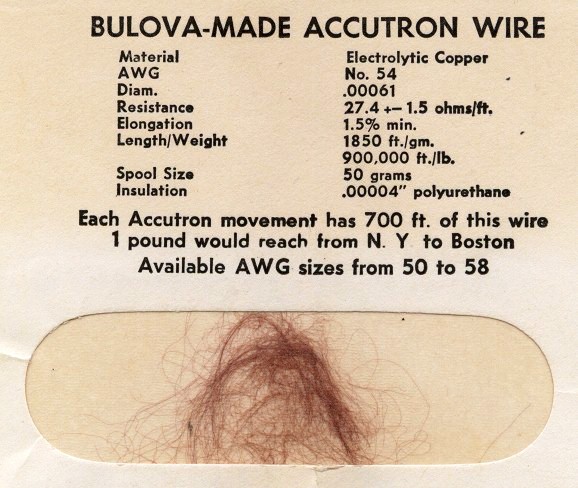 BULOVA-MADE ACCUTRON WIRE
Material Electrolytic Copper
AWG No. 54
Diam. .00061
Resistance 27.4 +- 1.5 ohms/ft.
Elongation 1.5% min.
Length/Weight 1850 ft./gm.
900,000 ft./lb.
Spool Size 50 grams
Insulation .00004" polyurethane
Each Accutron movement has 700 ft. of this wire
1 pound would reach from N. Y. to Boston
Available AWG sizes from 50 to 58